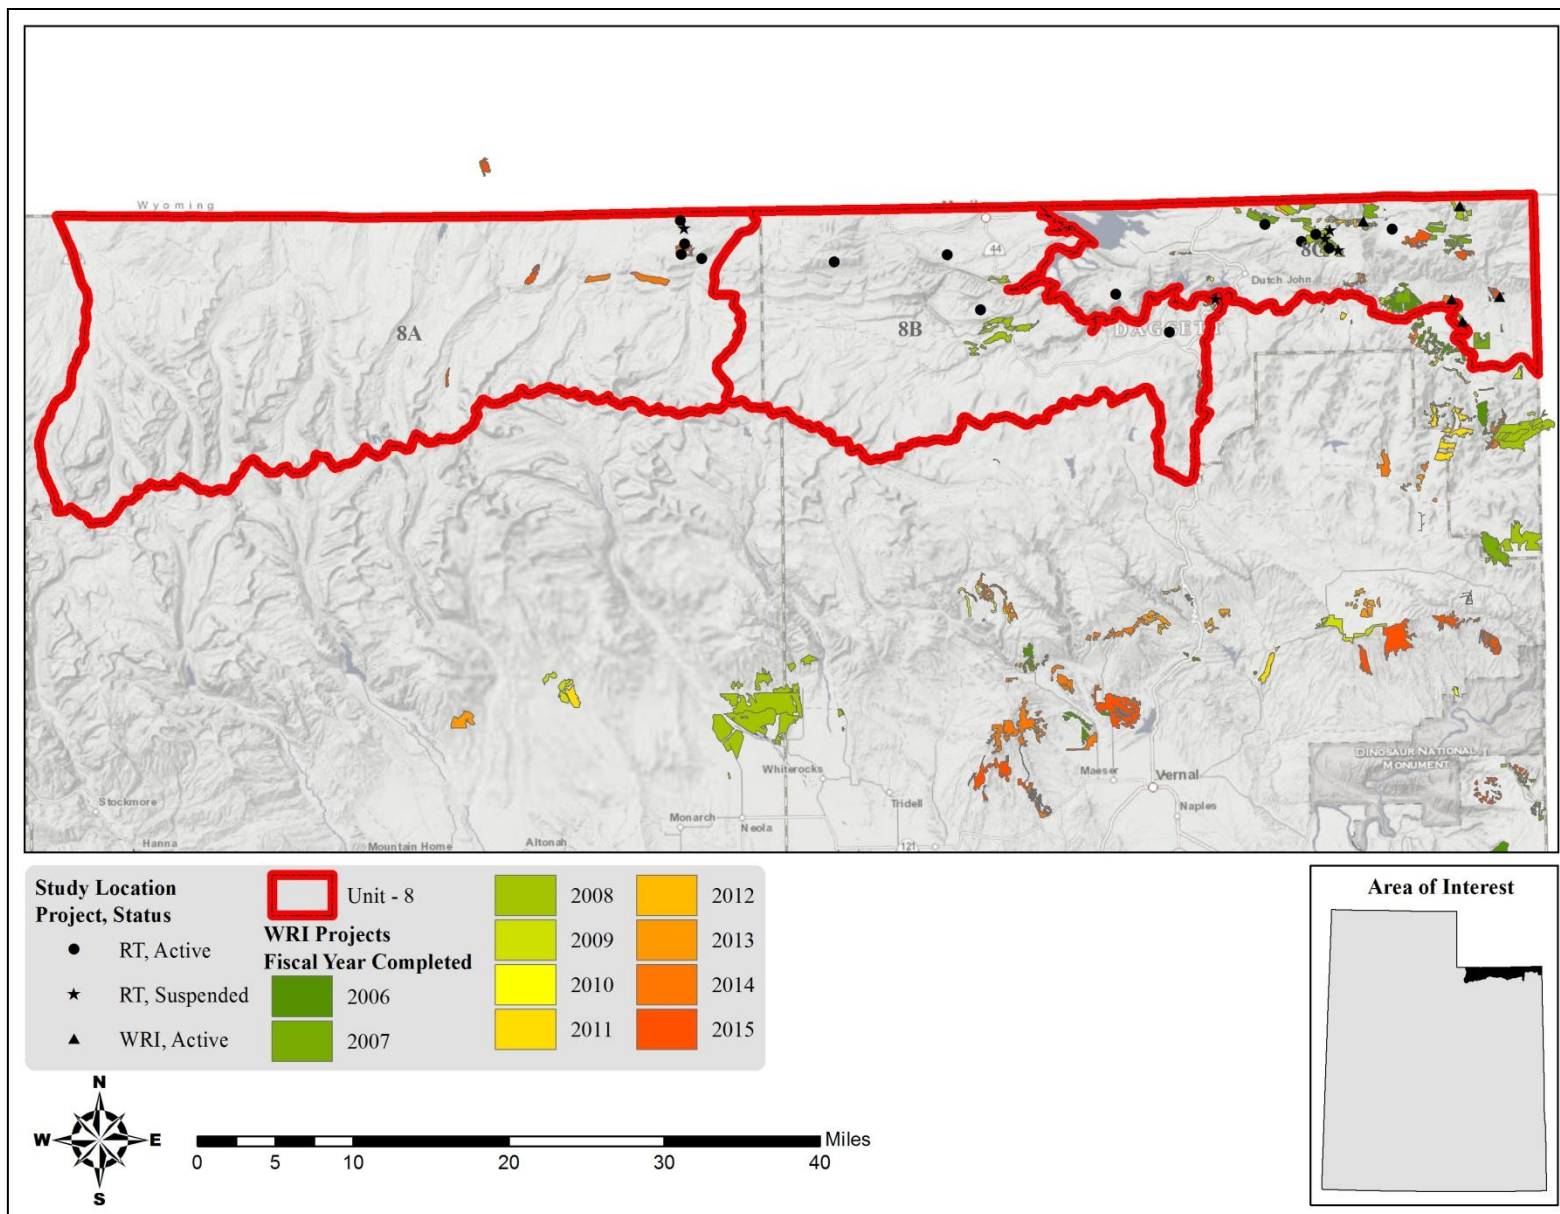 Wyoming
44
8C
Dutch John
8A
8B
DAGGETT
DINOSAUR NATIONAL
MONUMENT
Whiterocks
Maeser
Vernal
Stockmore
Tridell
Naples
Monarch
Neola
Hanna
Mountain Home
Altonah
121
Study Location
Project, Status
RT, Active
RT, Suspended
WRI, Active
Unit - 8
WRI Projects
Fiscal Year Completed
2006
2007
2008
2009
2010
2011
2012
2013
2014
2015
Area of Interest
N
W E
S
Miles
0 5 10 20 30 40